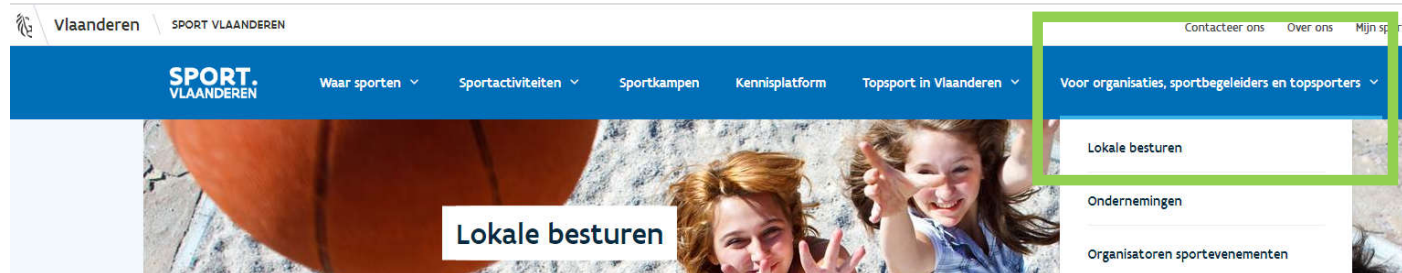 Vlaanderen SPORT VLAANDEREN Contacteer ons Over ons Mijn
SPORT.
VLAANDEREN
Waar sporten Sportactiviteiten Sportkampen Kennisplatform Topsport in Vlaanderen Voor organisaties, sportbegeleiders en topsporters
Lokale besturen
Ondernemingen
Lokale besturen
Organisatoren sportevenementen